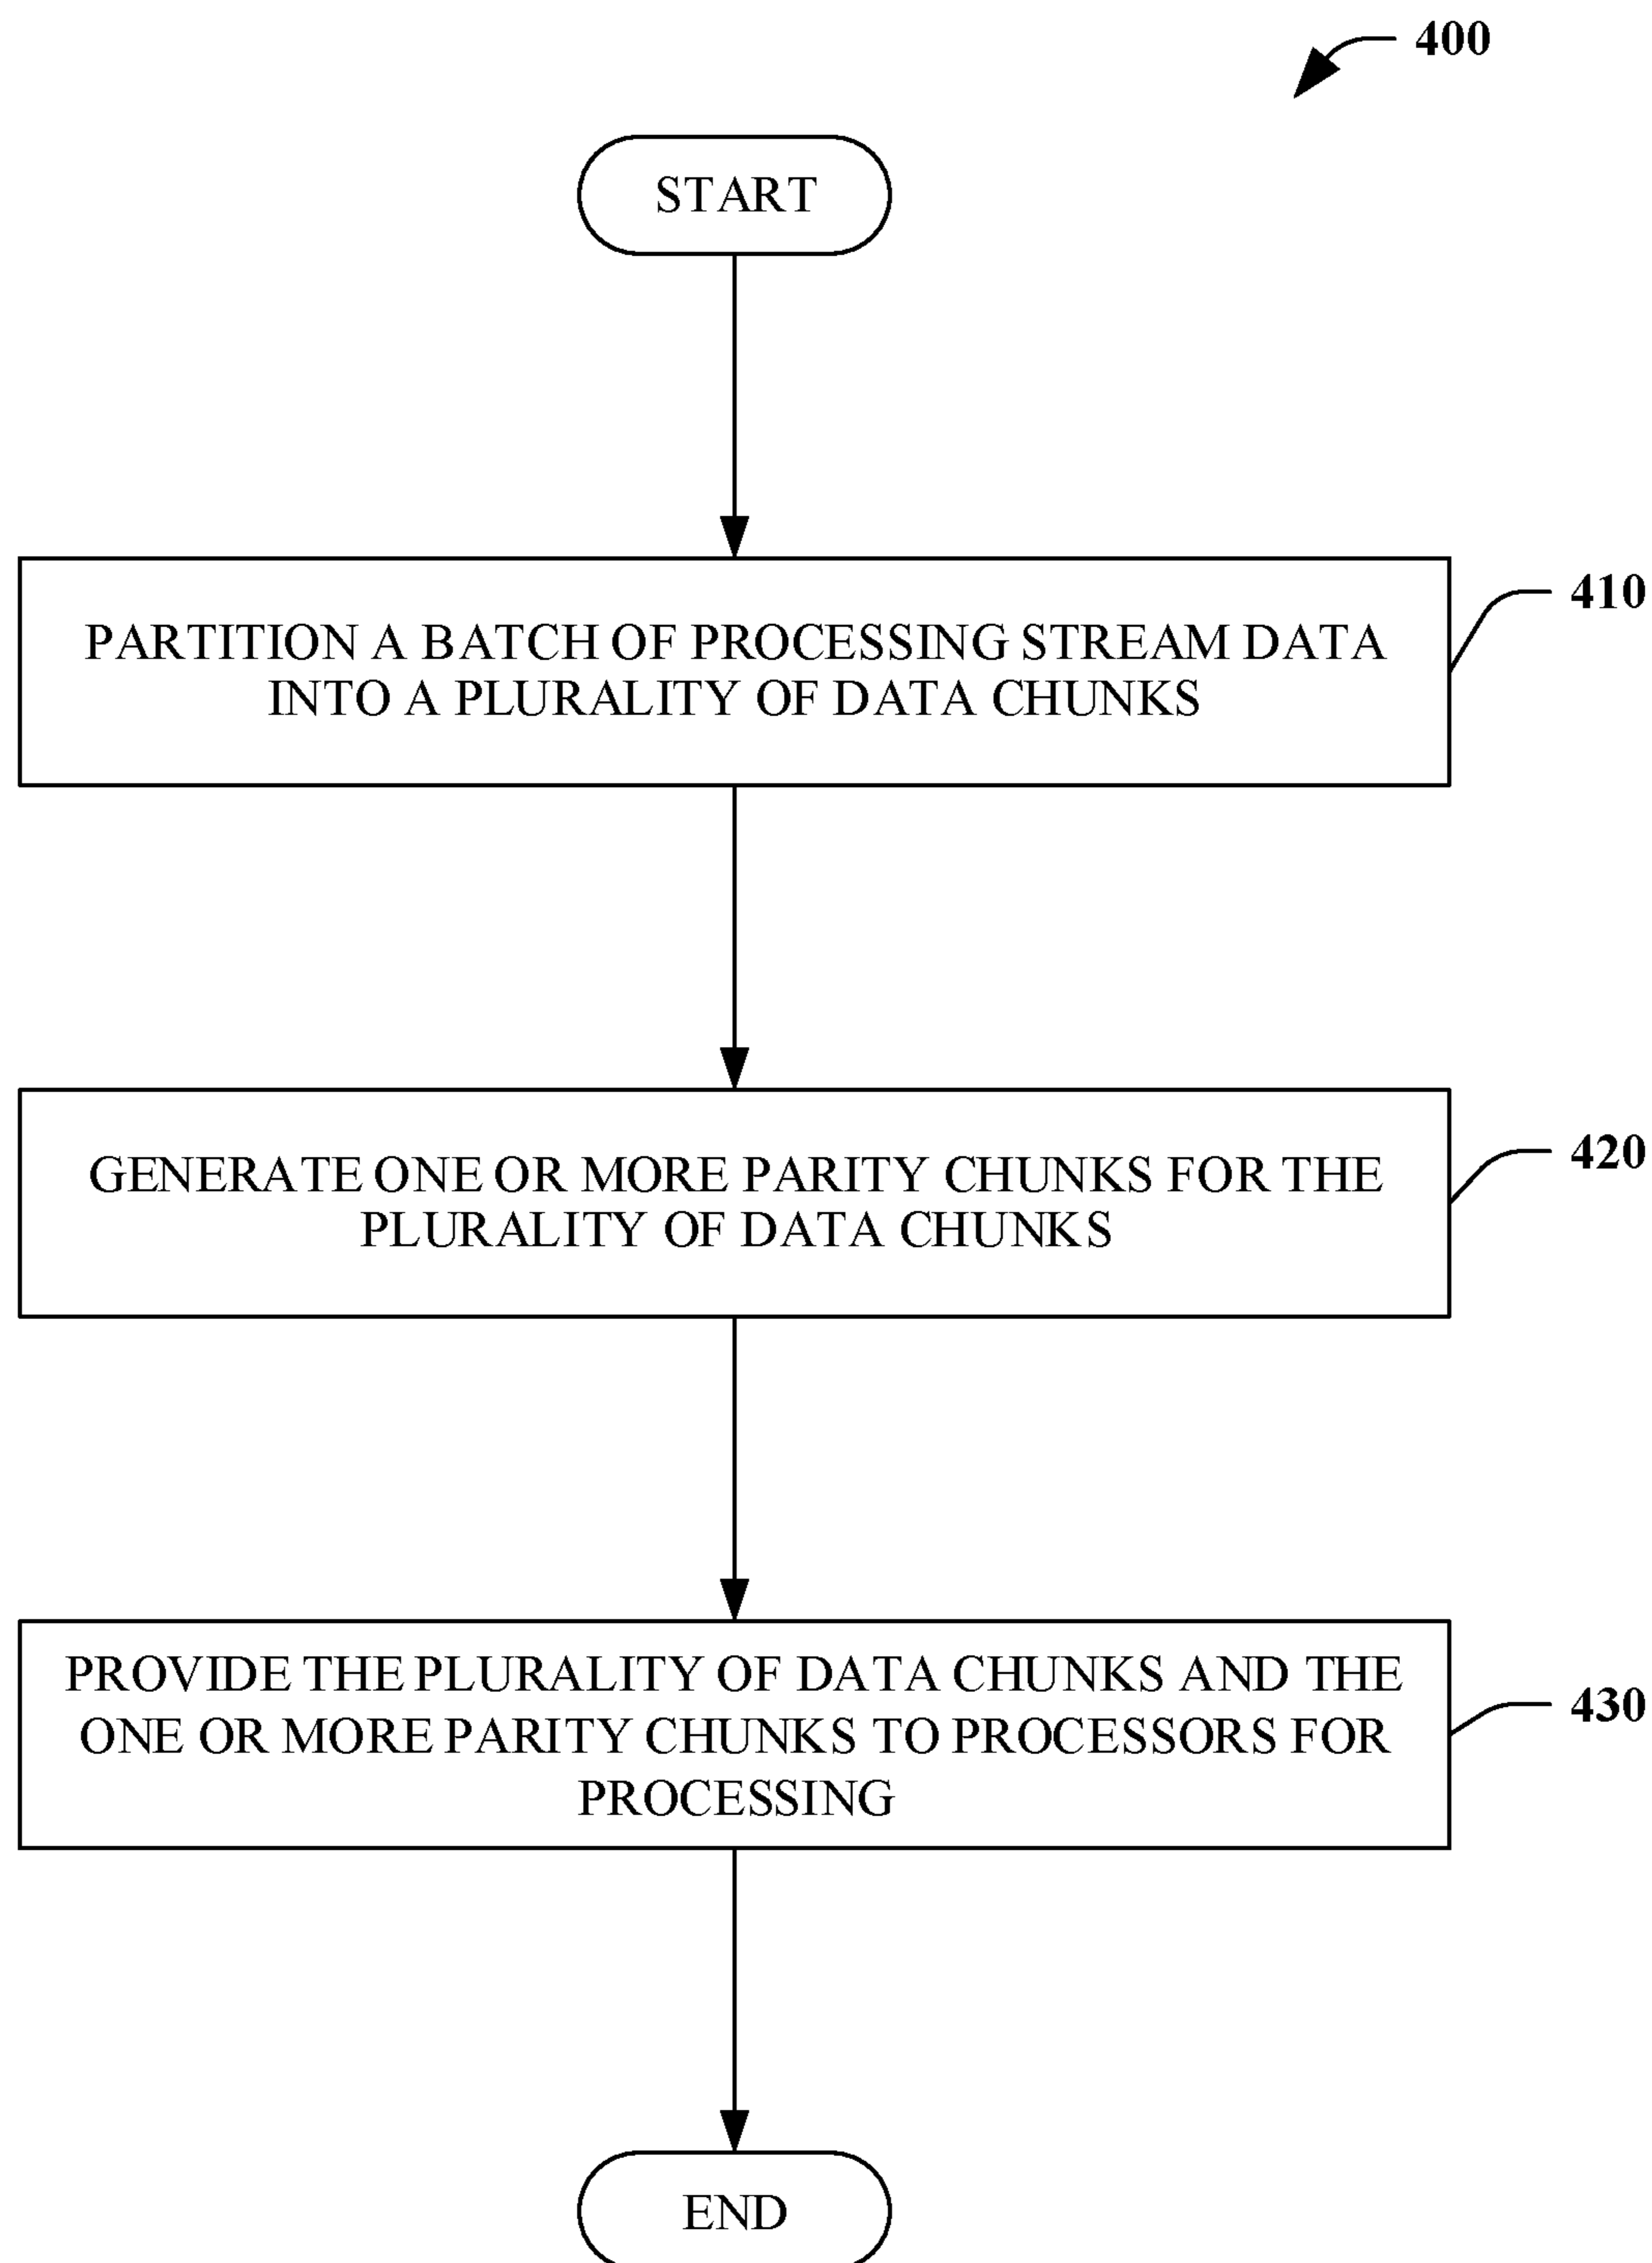 400
START
PARTITION A BATCH OF PROCESSING STREAM DATA
INTO A PLURALITY OF DATA CHUNKS
410
GENERATE ONE OR MORE PARITY CHUNKS FOR THE
PLURALITY OF DATA CHUNKS
420
PROVIDE THE PLURALITY OF DATA CHUNKS AND THE
ONE OR MORE PARITY CHUNKS TO PROCESSORS FOR
PROCESSING
430
END